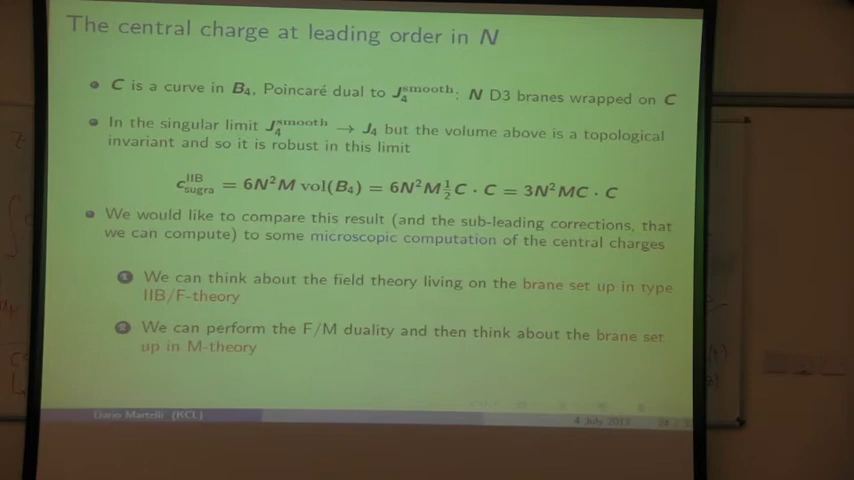 The central charge at leading order in N
C is a curve in B₄, Poincaré dual to J₄^smooth: N D3 branes wrapped on C
In the singular limit J₄^smooth → J₄ but the volume above is a topological
invariant and so it is robust in this limit
c^IIB_sugra = 6N²M vol(B₄) = 6N²M½C · C = 3N²MC · C
We would like to compare this result (and the sub-leading corrections, that
we can compute) to some microscopic computation of the central charges
1 We can think about the field theory living on the brane set up in type
IIB/F-theory
2 We can perform the F/M duality and then think about the brane set
up in M-theory
Dario Martelli (KCL)
4 July 2017